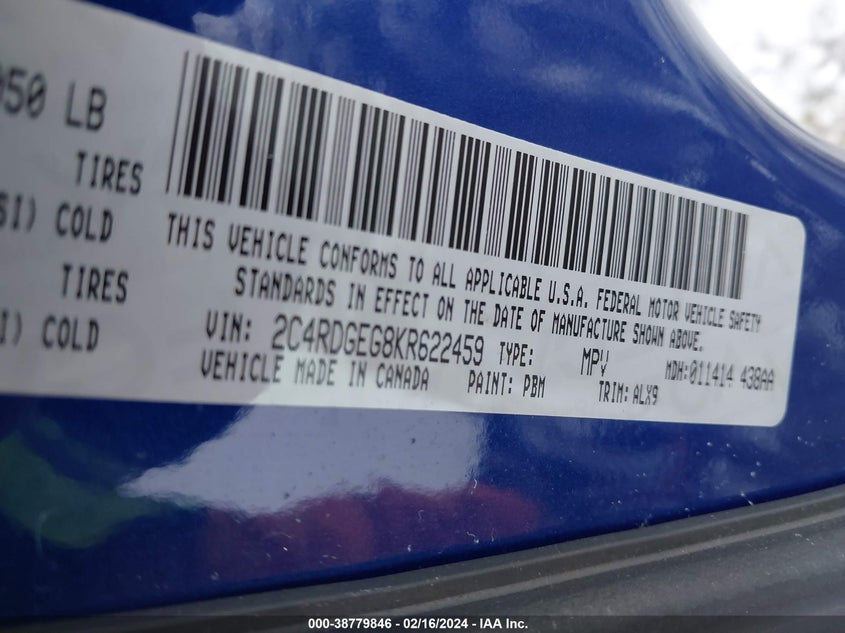 950 LB
TIRES
SI) COLD
TIRES
I) COLD
THIS VEHICLE CONFORMS TO ALL APPLICABLE U.S.A. FEDERAL MOTOR VEHICLE SAFETY
STANDARDS IN EFFECT ON THE DATE OF MANUFACTURE SHOWN ABOVE.
VIN: 2C4RDGEG8KR622459 TYPE: MPV MDH:011414 438AA
VEHICLE MADE IN CANADA PAINT: PBM TRIM: ALX9
000-38779846 / 02/16/2024 - IAA Inc.